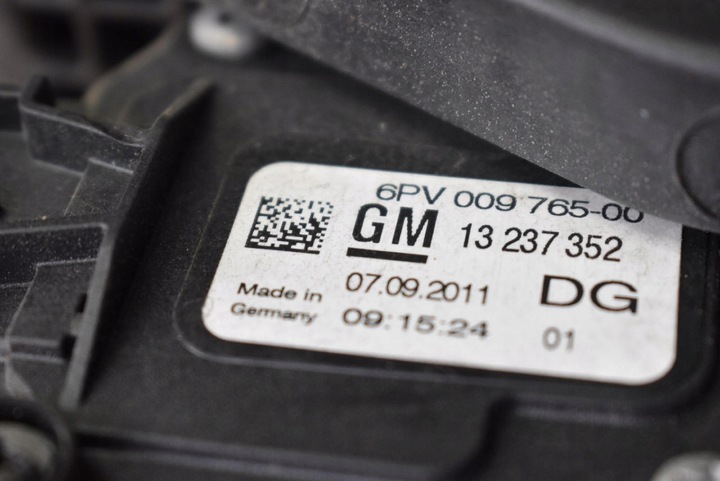 6PV 009 765-00
GM 13 237 352
07.09.2011 DG
Made in
Germany
09:15:24 01